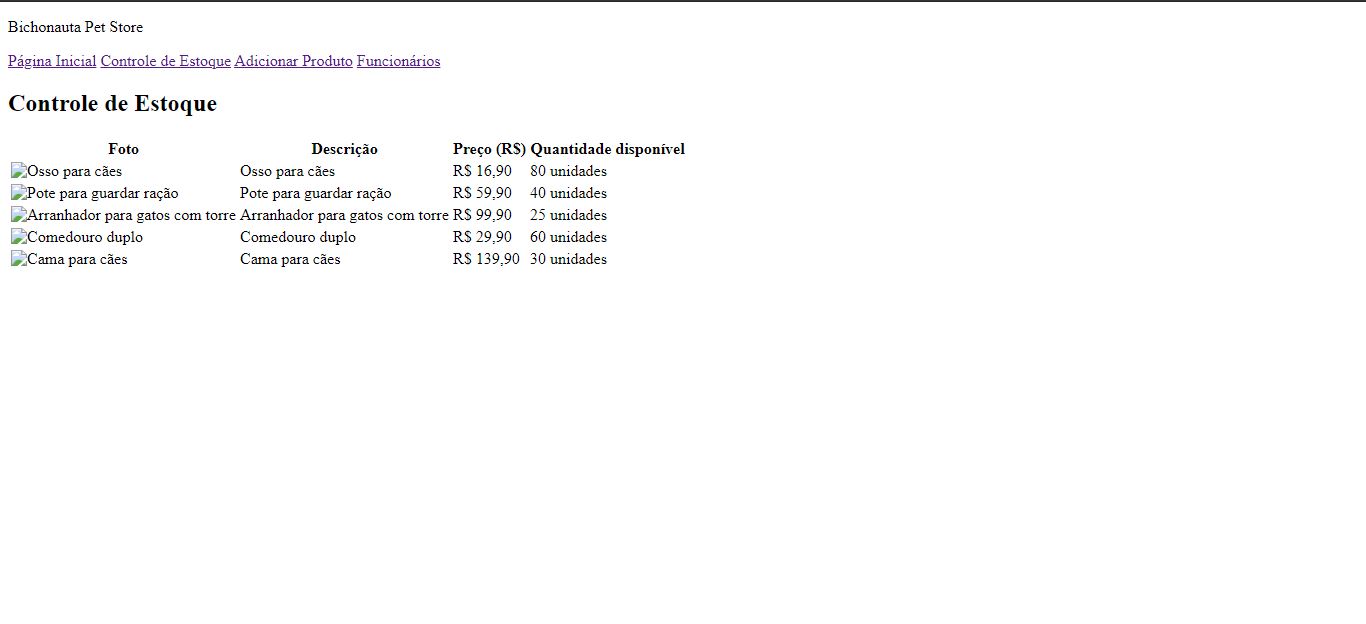 Bichonauta Pet Store
Página Inicial Controle de Estoque Adicionar Produto Funcionários
Controle de Estoque
Foto Descrição Preço (R$) Quantidade disponível
Osso para cães Osso para cães R$ 16,90 80 unidades
Pote para guardar ração Pote para guardar ração R$ 59,90 40 unidades
Arranhador para gatos com torre Arranhador para gatos com torre R$ 99,90 25 unidades
Comedouro duplo Comedouro duplo R$ 29,90 60 unidades
Cama para cães Cama para cães R$ 139,90 30 unidades